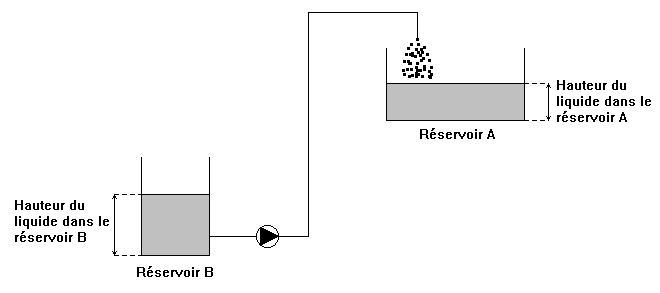 Hauteur du
liquide dans le
réservoir A
Réservoir A
Hauteur du
liquide dans le
réservoir B
Réservoir B